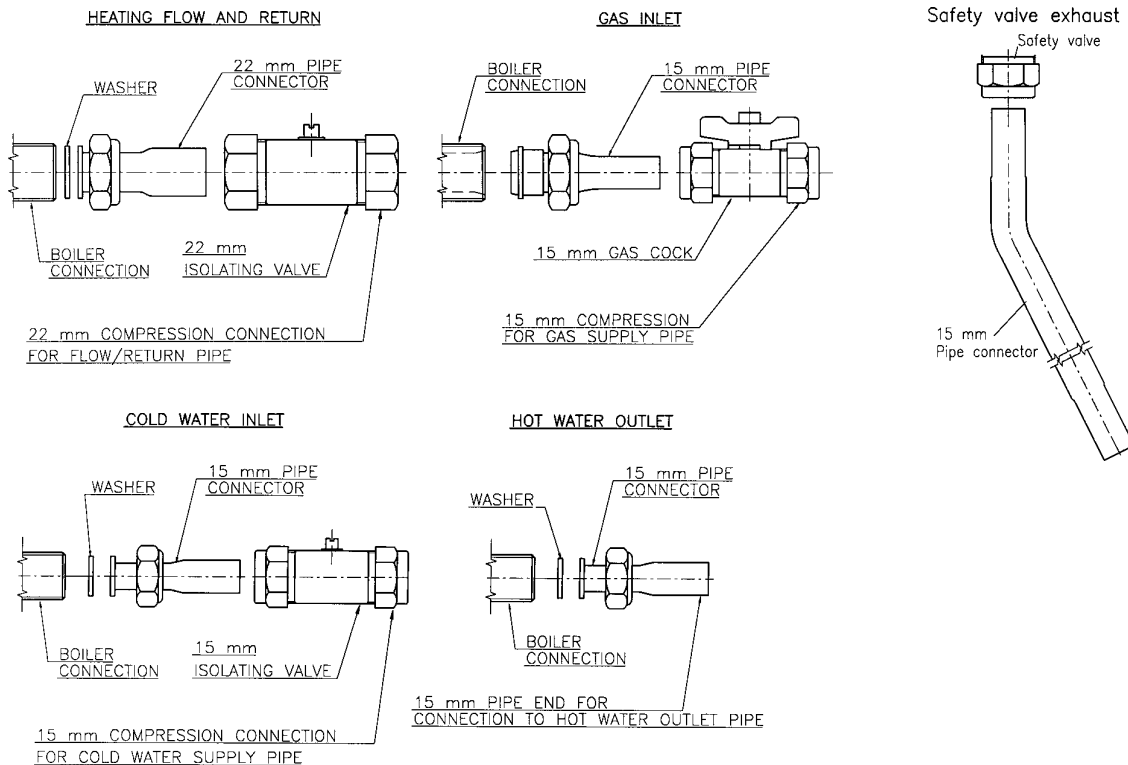 HEATING FLOW AND RETURN
WASHER
22 mm PIPE
CONNECTOR
BOILER
CONNECTION
22 mm
ISOLATING VALVE
22 mm COMPRESSION CONNECTION
FOR FLOW/RETURN PIPE
GAS INLET
BOILER
CONNECTION
15 mm PIPE
CONNECTOR
15 mm GAS COCK
15 mm COMPRESSION
FOR GAS SUPPLY PIPE
Safety valve exhaust
Safety valve
15 mm
Pipe connector
COLD WATER INLET
WASHER
15 mm PIPE
CONNECTOR
BOILER
CONNECTION
15 mm
ISOLATING VALVE
15 mm COMPRESSION CONNECTION
FOR COLD WATER SUPPLY PIPE
HOT WATER OUTLET
WASHER
15 mm PIPE
CONNECTOR
BOILER
CONNECTION
15 mm PIPE END FOR
CONNECTION TO HOT WATER OUTLET PIPE